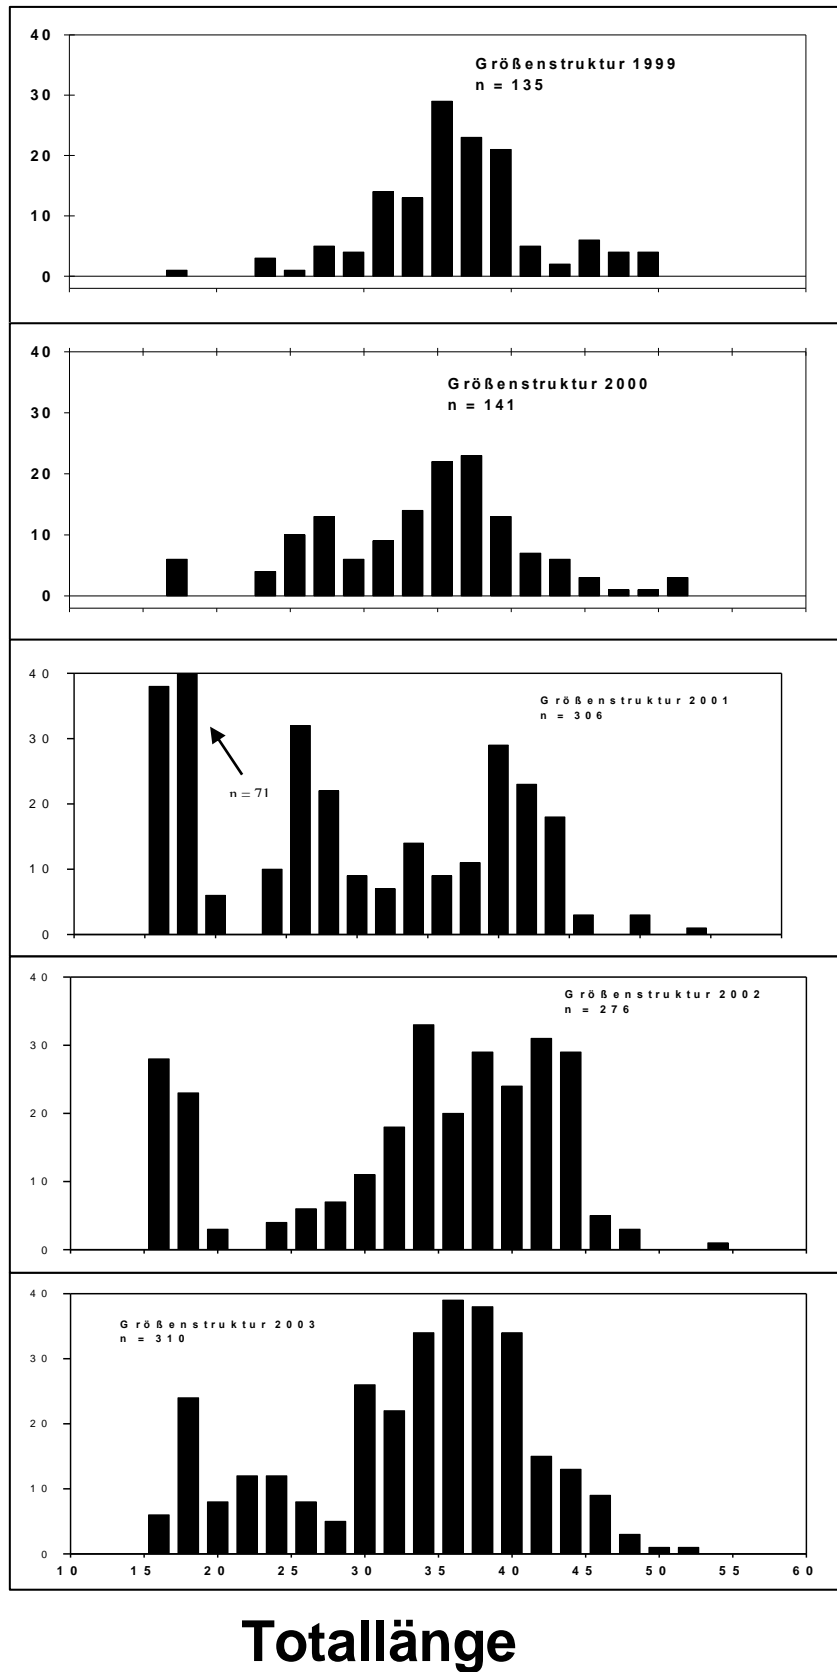 40
Größenstruktur 1999
n = 135
30
20
10
0
40
Größenstruktur 2000
n = 141
30
20
10
0
40
Größenstruktur 2001
n = 306
30
n = 71
20
10
0
40
Größenstruktur 2002
n = 276
30
20
10
0
40
Größenstruktur 2003
n = 310
30
20
10
0
10 15 20 25 30 35 40 45 50 55 60
Totallänge